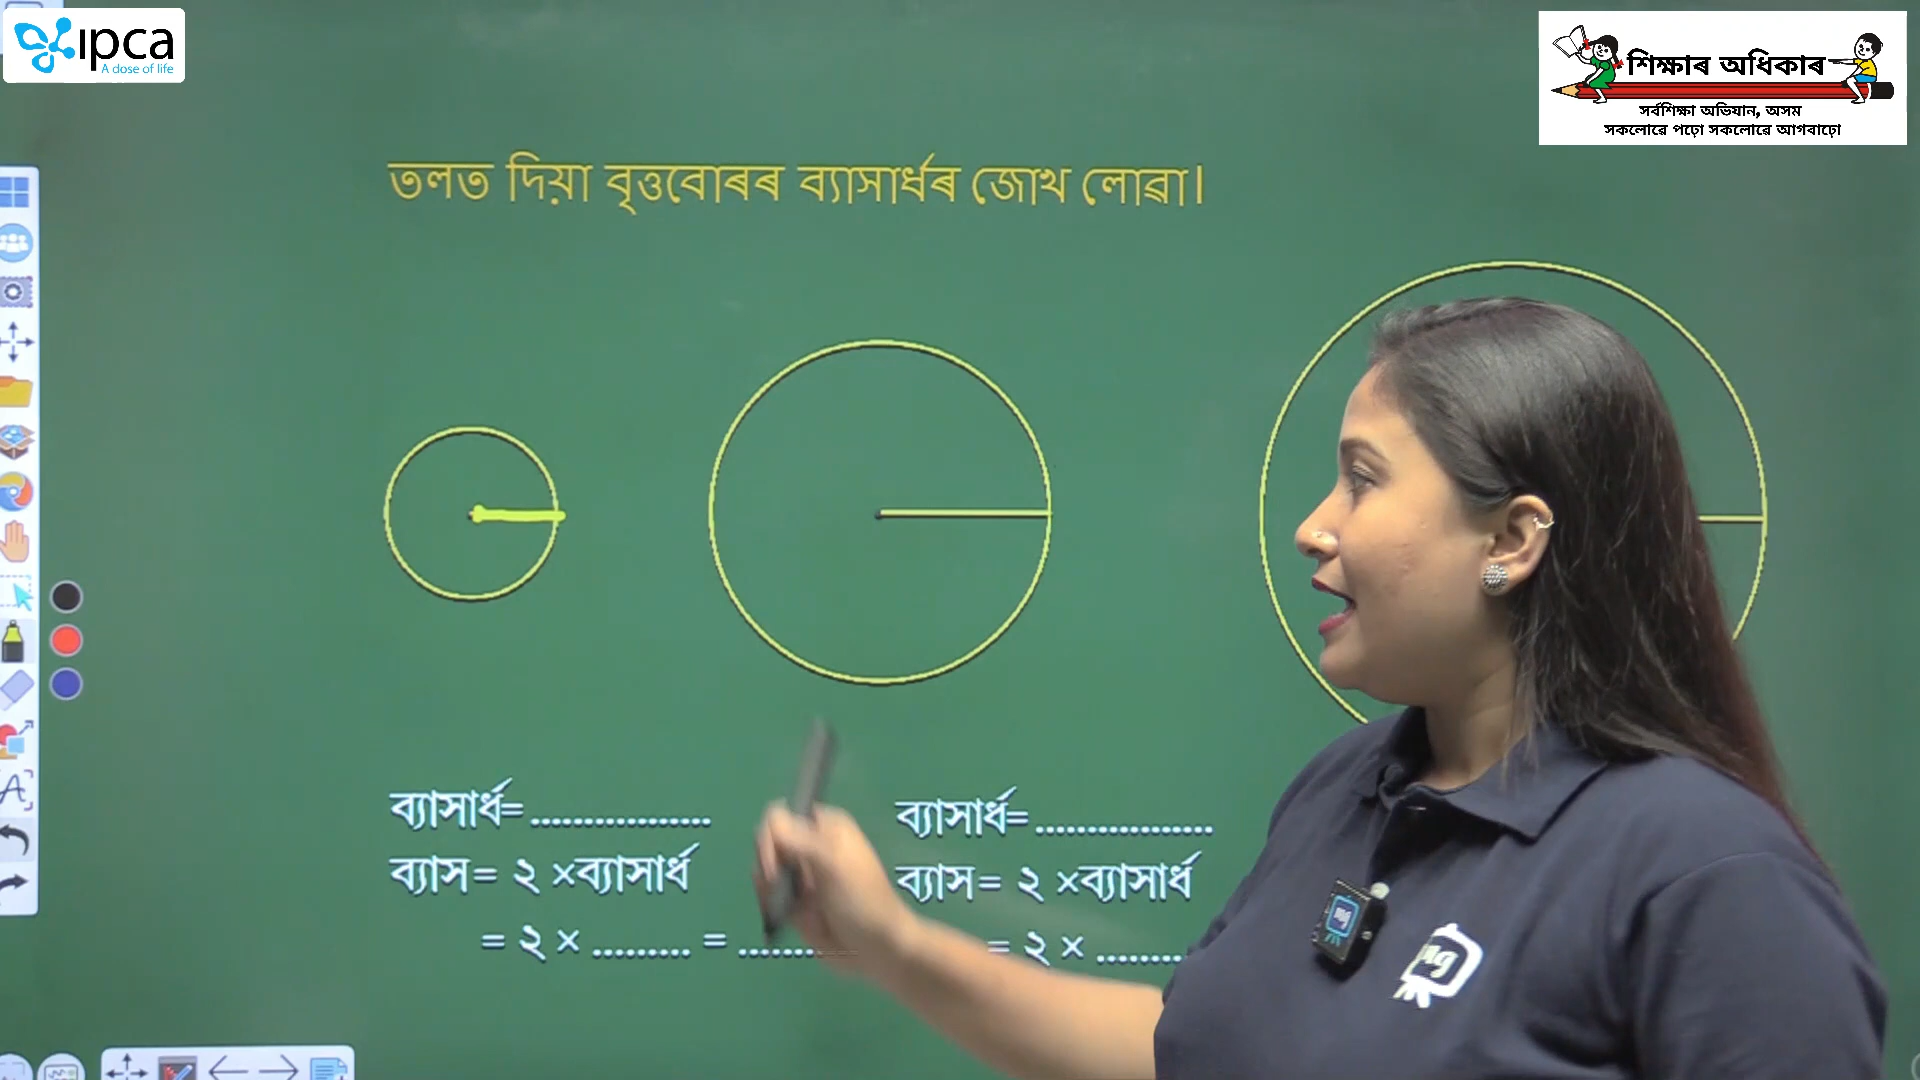 ipca
A dose of life
শিক্ষাৰ অধিকাৰ
সৰ্বশিক্ষা অভিযান, অসম
সকলোৱে পঢ়ো সকলোৱে আগবাঢ়ো
তলত দিয়া বৃত্তবোৰৰ ব্যাসাৰ্ধৰ জোখ লোৱা।
ব্যাসাৰ্ধ= .................
ব্যাস= ২ ×ব্যাসাৰ্ধ
= ২ × ......... = ...........
ব্যাসাৰ্ধ= .................
ব্যাস= ২ ×ব্যাসাৰ্ধ
= ২ × ........